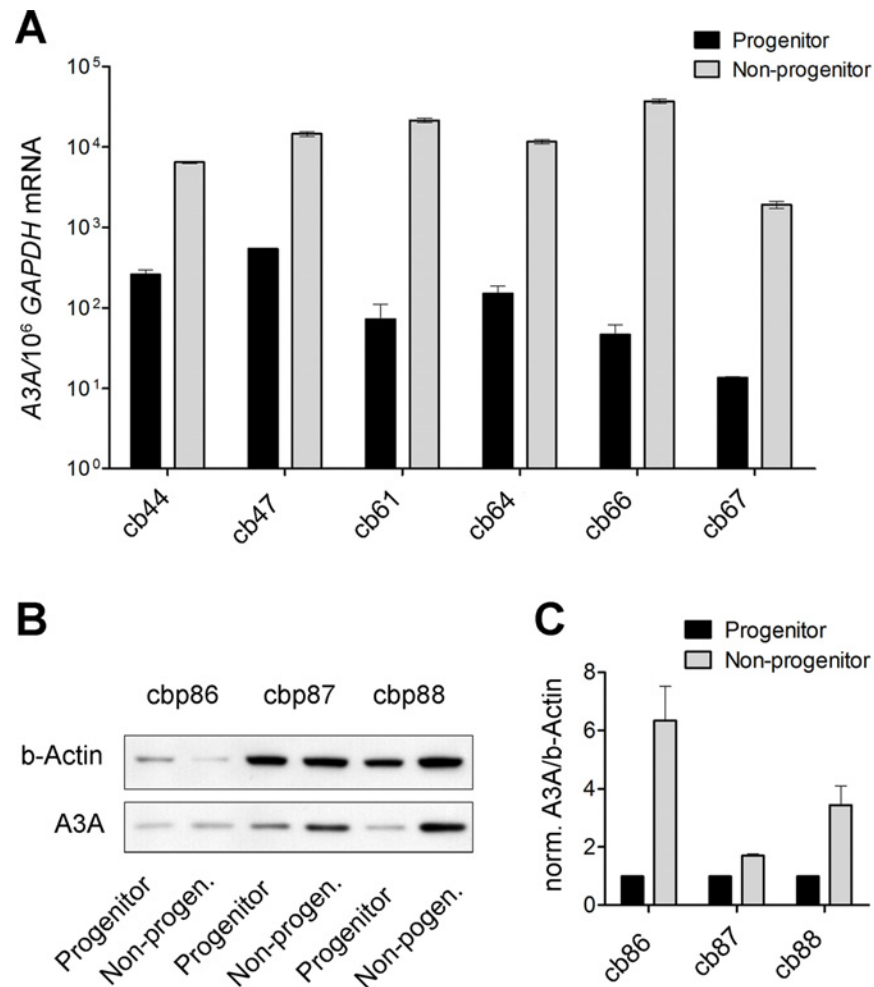 A
Progenitor
Non-progenitor
A3A/10⁶ GAPDH mRNA
10⁵
10⁴
10³
10²
10¹
10⁰
cb44
cb47
cb61
cb64
cb66
cb67
B
cbp86 cbp87 cbp88
b-Actin
A3A
Progenitor
Non-progen.
Progenitor
Non-progen.
Progenitor
Non-pogen.
C
Progenitor
Non-progenitor
norm. A3A/b-Actin
8
6
4
2
0
cb86
cb87
cb88